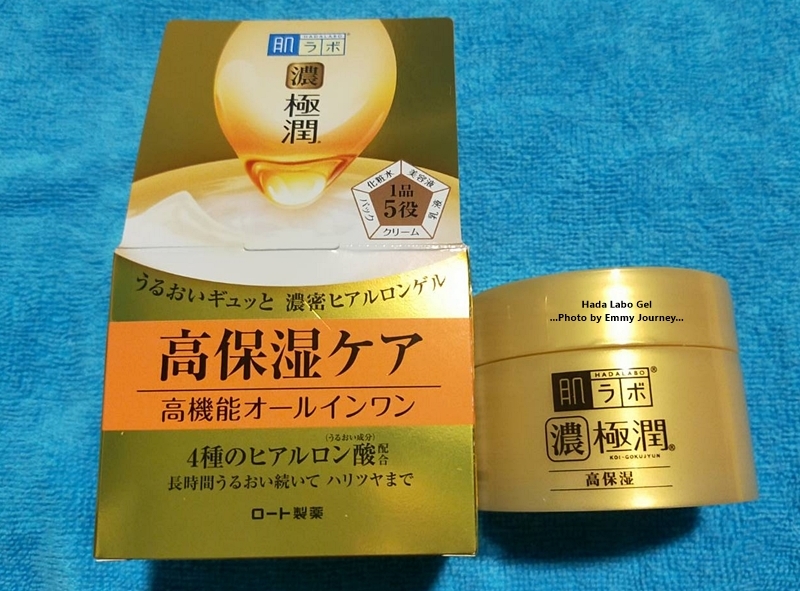 肌ラボ
HADALABO
濃
極潤
化粧水
美容液
乳液
クリーム
パック
1品
5役
うるおいギュッと 濃密ヒアルロンゲル
高保湿ケア
高機能オールインワン
(うるおい成分)
4種のヒアルロン酸配合
長時間うるおい続いて ハリツヤまで
ロート製薬
Hada Labo Gel
...Photo by Emmy Journey...
HADALABO®
肌ラボ
濃 極潤®
KOI-GOKUJYUN
高保湿